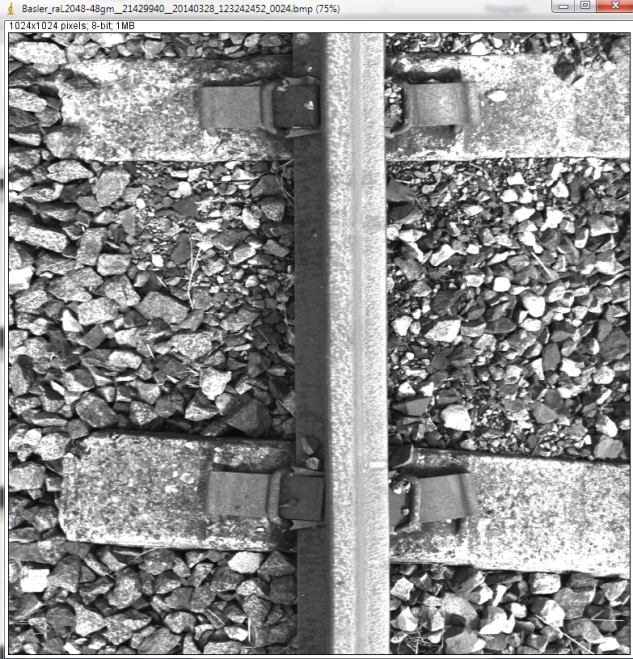 Basler_raL2048-48gm__21429940__20140328_123242452_0024.bmp (75%)
1024x1024 pixels; 8-bit; 1MB